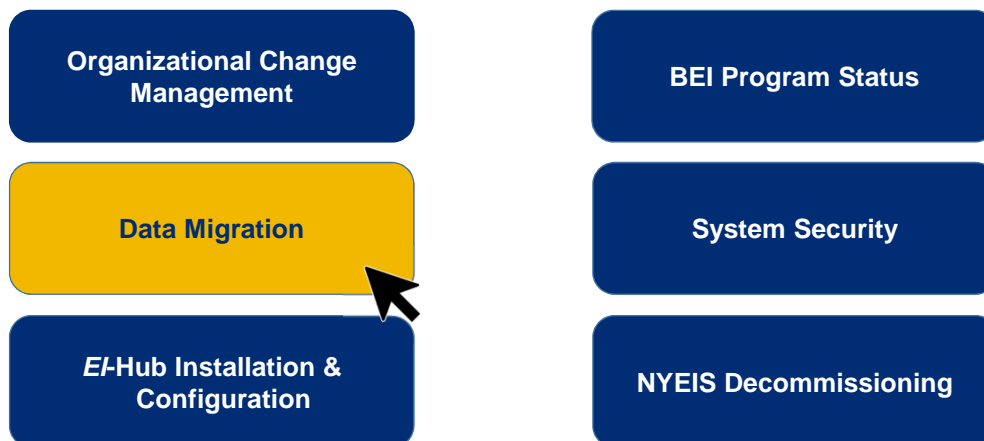 Organizational Change
Management
BEI Program Status
Data Migration
System Security
EI-Hub Installation &
Configuration
NYEIS Decommissioning